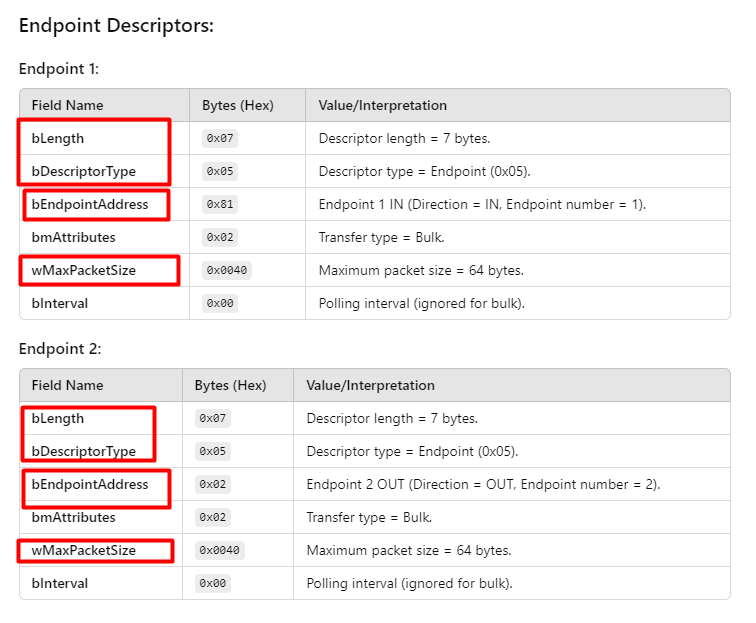 Endpoint Descriptors:
Endpoint 1:
Field Name Bytes (Hex) Value/Interpretation
bLength 0x07 Descriptor length = 7 bytes.
bDescriptorType 0x05 Descriptor type = Endpoint (0x05).
bEndpointAddress 0x81 Endpoint 1 IN (Direction = IN, Endpoint number = 1).
bmAttributes 0x02 Transfer type = Bulk.
wMaxPacketSize 0x0040 Maximum packet size = 64 bytes.
bInterval 0x00 Polling interval (ignored for bulk).
Endpoint 2:
Field Name Bytes (Hex) Value/Interpretation
bLength 0x07 Descriptor length = 7 bytes.
bDescriptorType 0x05 Descriptor type = Endpoint (0x05).
bEndpointAddress 0x02 Endpoint 2 OUT (Direction = OUT, Endpoint number = 2).
bmAttributes 0x02 Transfer type = Bulk.
wMaxPacketSize 0x0040 Maximum packet size = 64 bytes.
bInterval 0x00 Polling interval (ignored for bulk).